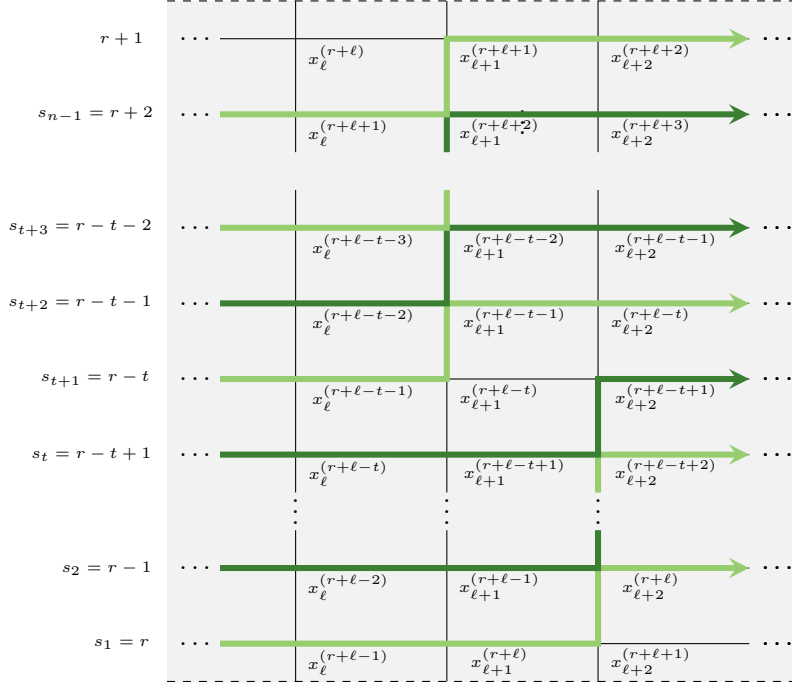 r + 1 ⋯ x_ℓ^{(r+ℓ)} x_{ℓ+1}^{(r+ℓ+1)} x_{ℓ+2}^{(r+ℓ+2)} ⋯
s_{n−1} = r + 2 ⋯ x_ℓ^{(r+ℓ+1)} x_{ℓ+1}^{(r+ℓ+2)} ⋮ x_{ℓ+2}^{(r+ℓ+3)} ⋯
s_{t+3} = r − t − 2 ⋯ x_ℓ^{(r+ℓ−t−3)} x_{ℓ+1}^{(r+ℓ−t−2)} x_{ℓ+2}^{(r+ℓ−t−1)} ⋯
s_{t+2} = r − t − 1 ⋯ x_ℓ^{(r+ℓ−t−2)} x_{ℓ+1}^{(r+ℓ−t−1)} x_{ℓ+2}^{(r+ℓ−t)} ⋯
s_{t+1} = r − t ⋯ x_ℓ^{(r+ℓ−t−1)} x_{ℓ+1}^{(r+ℓ−t)} x_{ℓ+2}^{(r+ℓ−t+1)} ⋯
s_t = r − t + 1 ⋯ x_ℓ^{(r+ℓ−t)} x_{ℓ+1}^{(r+ℓ−t+1)} x_{ℓ+2}^{(r+ℓ−t+2)} ⋯
⋮ ⋮ ⋮
s_2 = r − 1 ⋯ x_ℓ^{(r+ℓ−2)} x_{ℓ+1}^{(r+ℓ−1)} x_{ℓ+2}^{(r+ℓ)} ⋯
s_1 = r ⋯ x_ℓ^{(r+ℓ−1)} x_{ℓ+1}^{(r+ℓ)} x_{ℓ+2}^{(r+ℓ+1)} ⋯